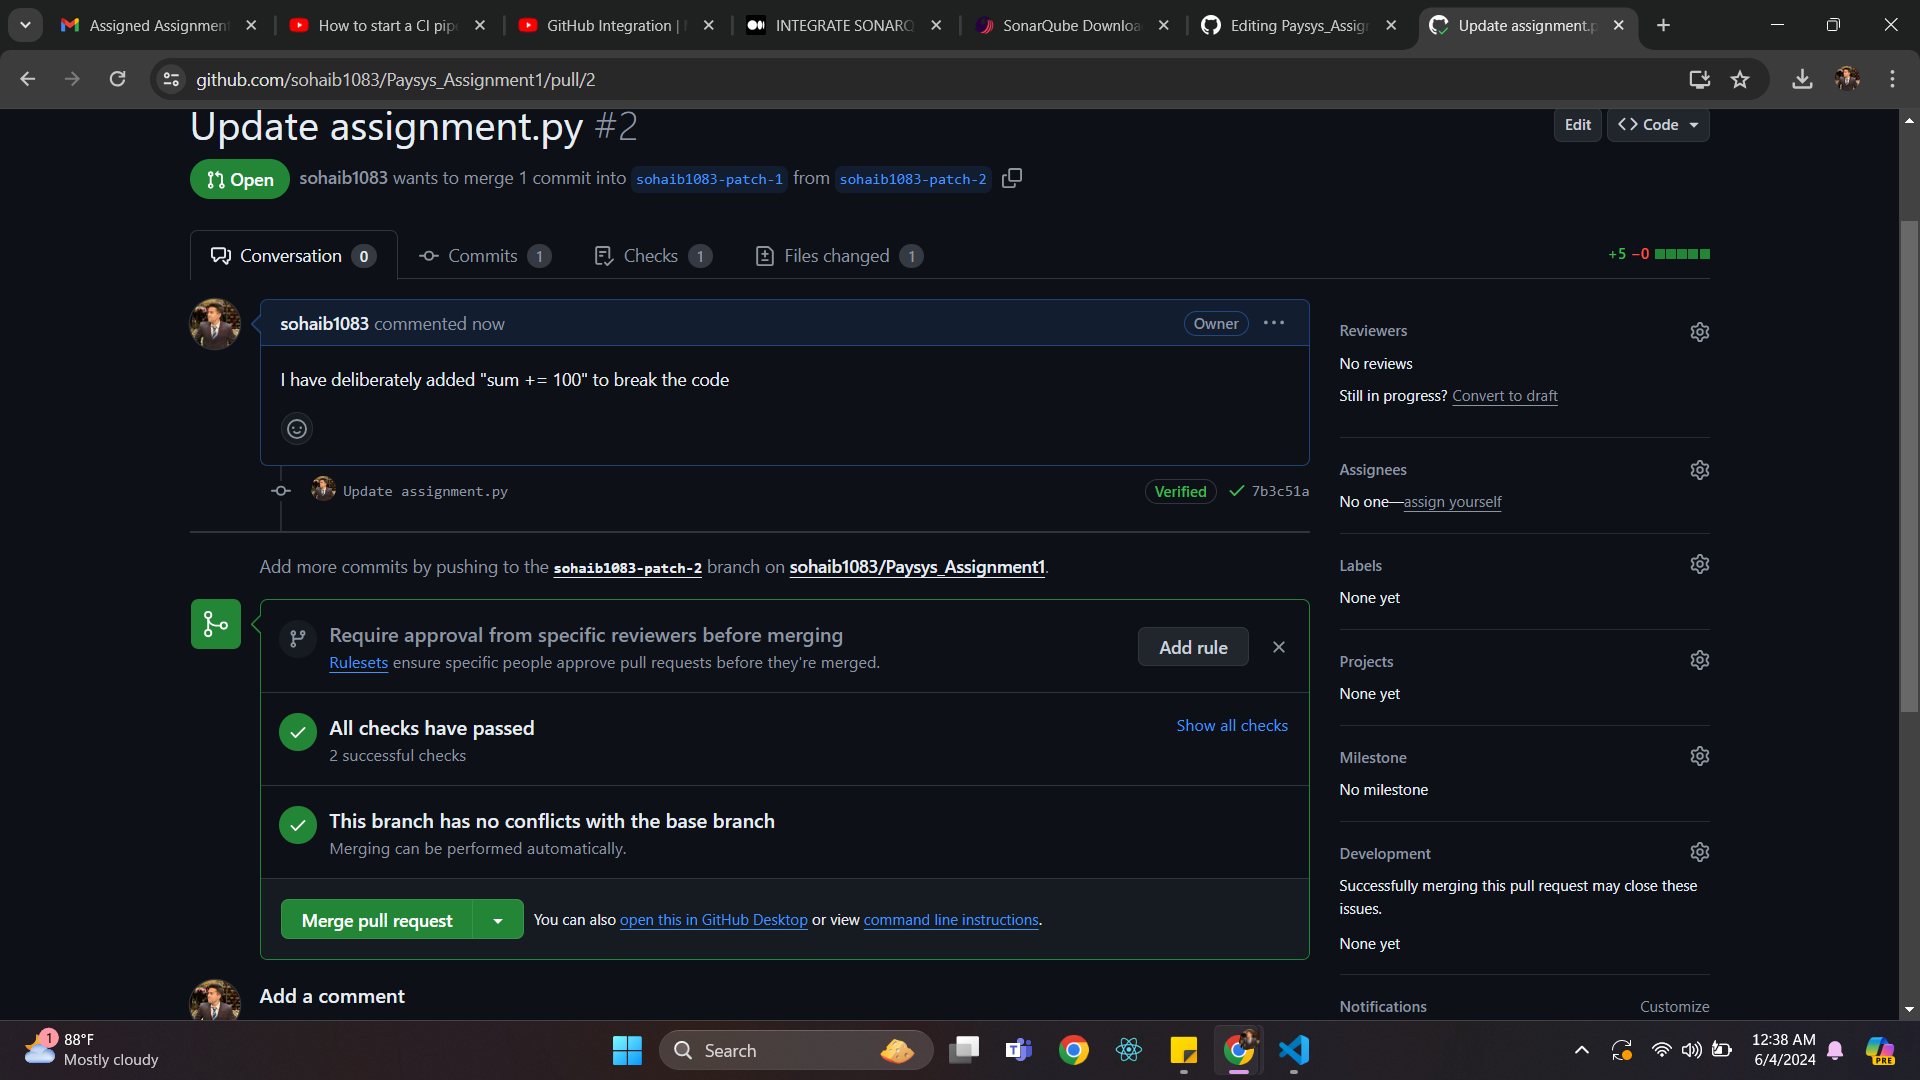 Assigned Assignment
How to start a CI pip
GitHub Integration |
INTEGRATE SONARQ
SonarQube Downloa
Editing Paysys_Assig
Update assignment.p
github.com/sohaib1083/Paysys_Assignment1/pull/2
Update assignment.py #2
Edit
<> Code
Open
sohaib1083 wants to merge 1 commit into sohaib1083-patch-1 from sohaib1083-patch-2
Conversation 0
Commits 1
Checks 1
Files changed 1
+5 −0
sohaib1083 commented now
Owner
I have deliberately added "sum += 100" to break the code
Update assignment.py
Verified
7b3c51a
Add more commits by pushing to the sohaib1083-patch-2 branch on sohaib1083/Paysys_Assignment1.
Require approval from specific reviewers before merging
Rulesets ensure specific people approve pull requests before they're merged.
Add rule
All checks have passed
2 successful checks
Show all checks
This branch has no conflicts with the base branch
Merging can be performed automatically.
Merge pull request
You can also open this in GitHub Desktop or view command line instructions.
Add a comment
Reviewers
No reviews
Still in progress? Convert to draft
Assignees
No one—assign yourself
Labels
None yet
Projects
None yet
Milestone
No milestone
Development
Successfully merging this pull request may close these
issues.
None yet
Notifications
Customize
1
88°F
Mostly cloudy
Search
12:38 AM
6/4/2024
PRE